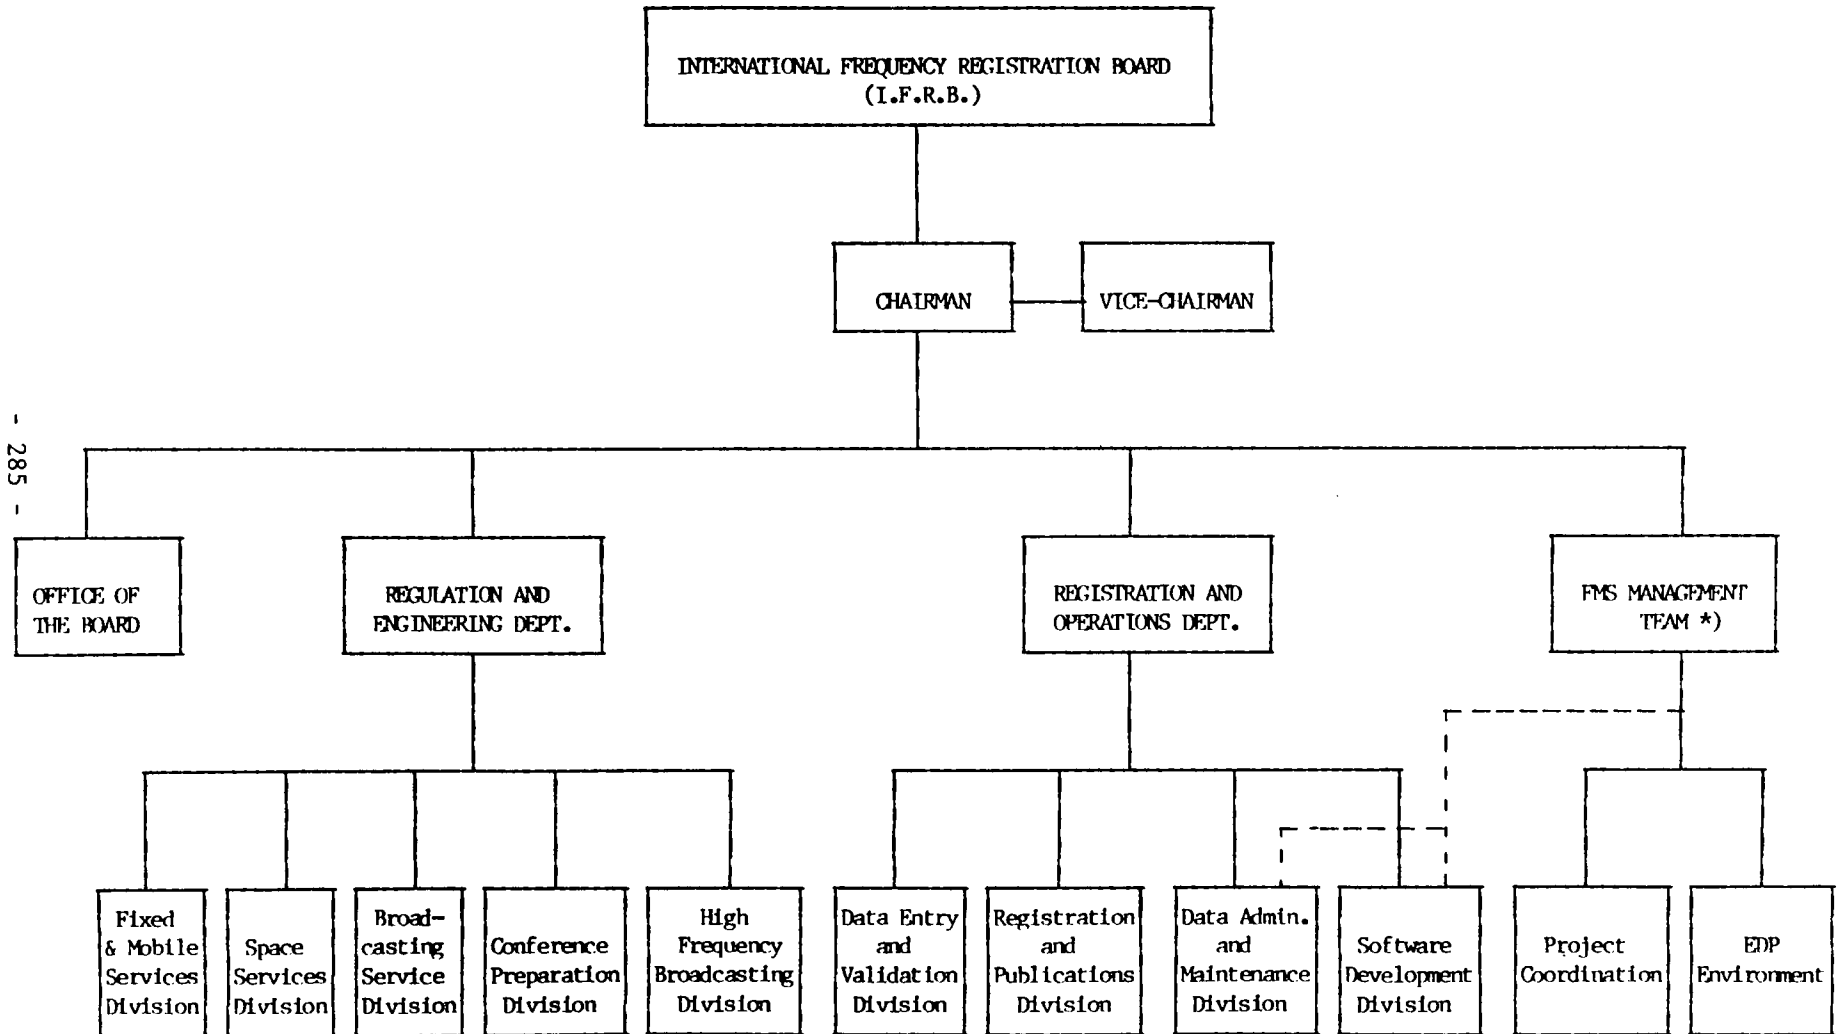 INTERNATIONAL FREQUENCY REGISTRATION BOARD
(I.F.R.B.)
CHAIRMAN
VICE-CHAIRMAN
- 285 -
OFFICE OF
THE BOARD
REGULATION AND
ENGINEERING DEPT.
REGISTRATION AND
OPERATIONS DEPT.
FMS MANAGEMENT
TEAM *)
Fixed
& Mobile
Services
Division
Space
Services
Division
Broad-
casting
Service
Division
Conference
Preparation
Division
High
Frequency
Broadcasting
Division
Data Entry
and
Validation
Division
Registration
and
Publications
Division
Data Admin.
and
Maintenance
Division
Software
Development
Division
Project
Coordination
EDP
Environment